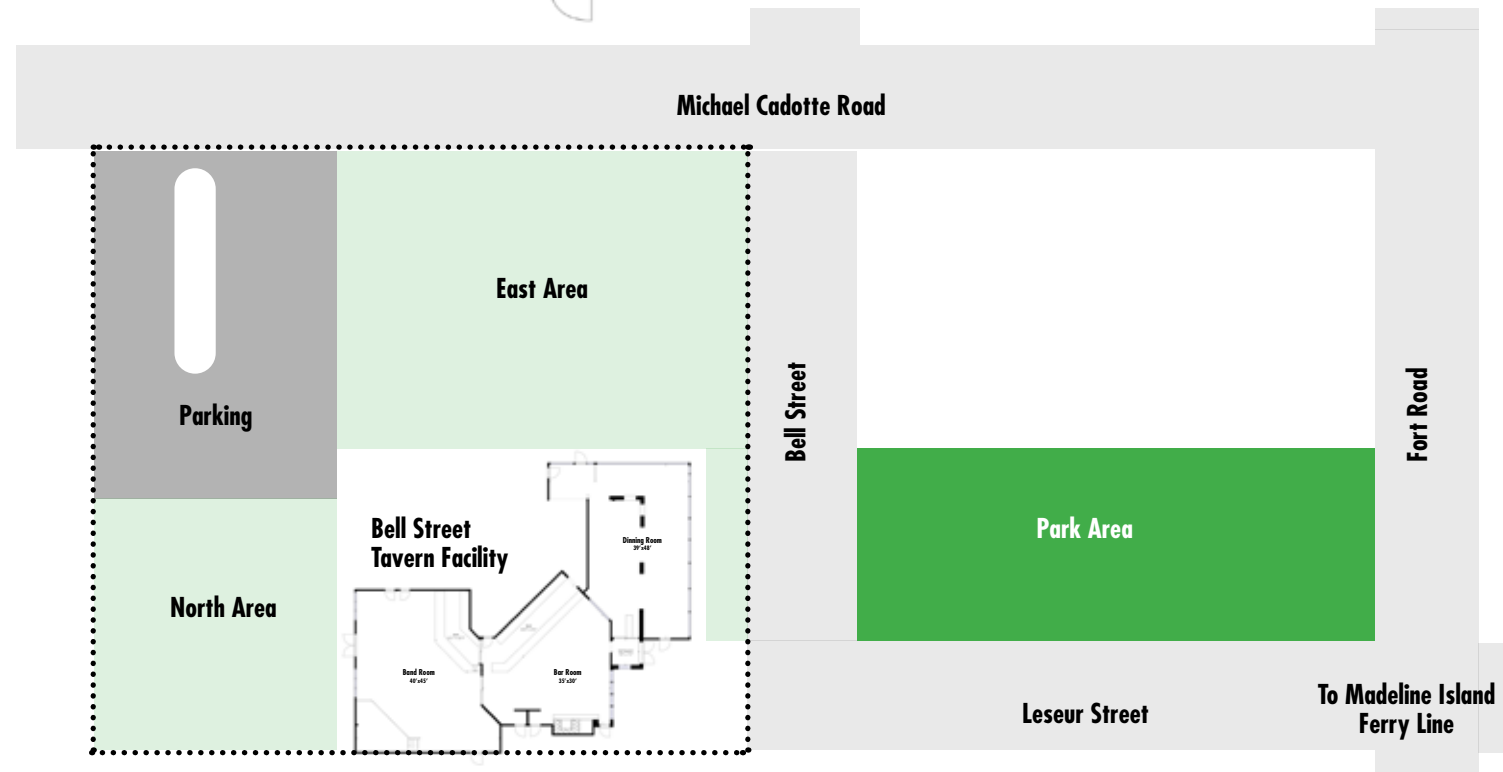 Michael Cadotte Road
East Area
Bell Street
Fort Road
Parking
Bell Street
Tavern Facility
Dinning Room
39'x48'
Park Area
North Area
Band Room
40'x45'
Bar Room
35'x30'
To Madeline Island
Ferry Line
Leseur Street